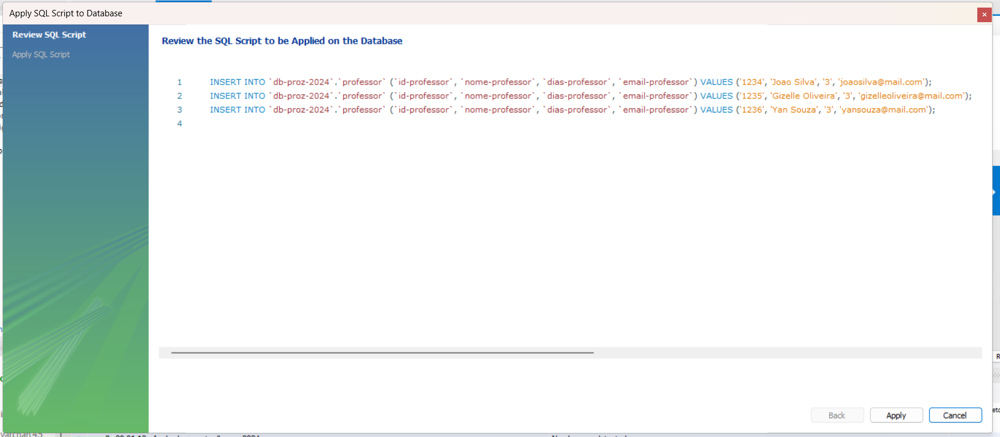 Apply SQL Script to Database
Review SQL Script
Apply SQL Script
Review the SQL Script to be Applied on the Database
1 INSERT INTO `db-proz-2024`.`professor` (`id-professor`, `nome-professor`, `dias-professor`, `email-professor`) VALUES ('1234', 'Joao Silva', '3', 'joaosilva@mail.com');
2 INSERT INTO `db-proz-2024`.`professor` (`id-professor`, `nome-professor`, `dias-professor`, `email-professor`) VALUES ('1235', 'Gizelle Oliveira', '3', 'gizelleoliveira@mail.com');
3 INSERT INTO `db-proz-2024`.`professor` (`id-professor`, `nome-professor`, `dias-professor`, `email-professor`) VALUES ('1236', 'Yan Souza', '3', 'yansouza@mail.com');
4
Back Apply Cancel
varchar(45